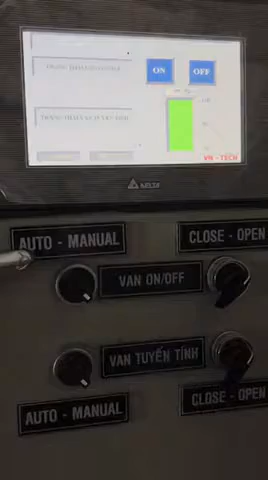 ON
OFF
VN-TECH
DELTA
AUTO - MANUAL
CLOSE - OPEN
VAN ON/OFF
VAN TUYẾN TÍNH
AUTO - MANUAL
CLOSE - OPEN